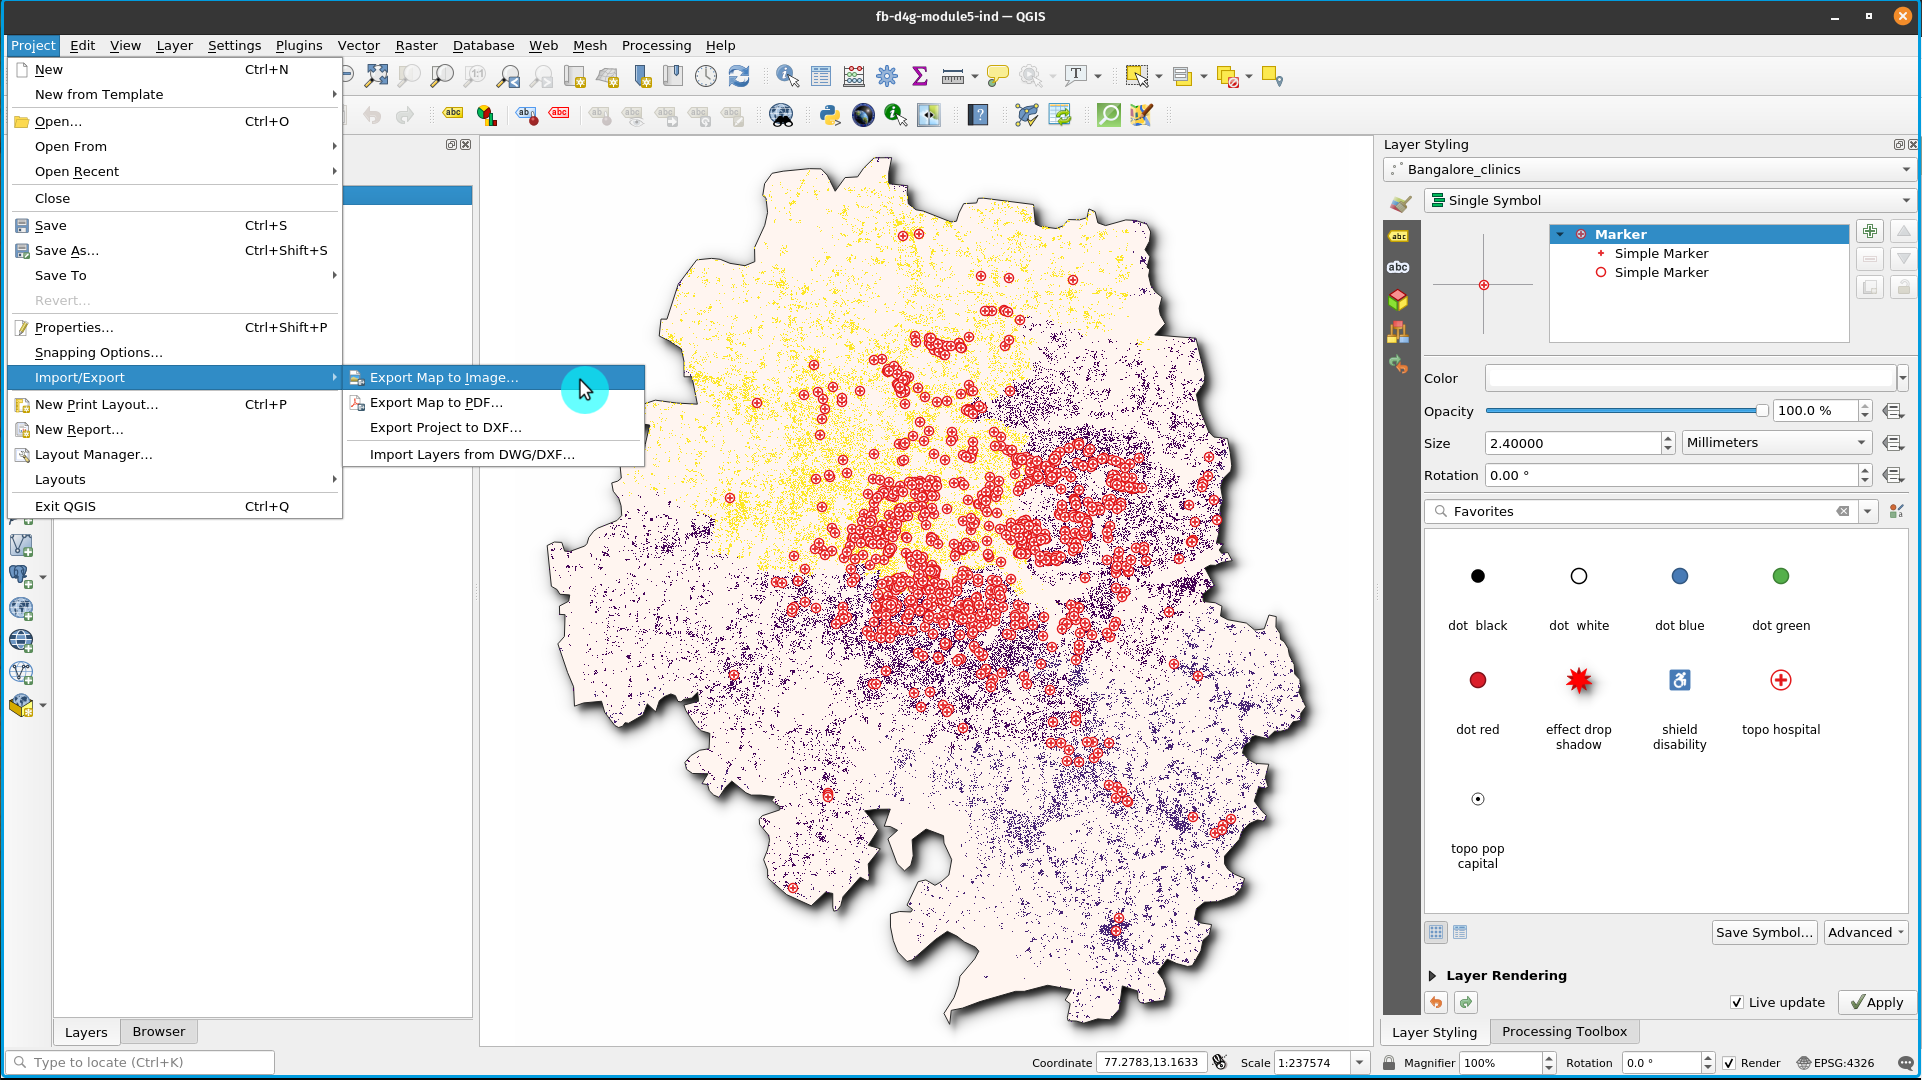 fb-d4g-module5-ind — QGIS
Project Edit View Layer Settings Plugins Vector Raster Database Web Mesh Processing Help
New Ctrl+N
New from Template
Open... Ctrl+O
Open From
Open Recent
Close
Save Ctrl+S
Save As... Ctrl+Shift+S
Save To
Revert...
Properties... Ctrl+Shift+P
Snapping Options...
Import/Export
New Print Layout... Ctrl+P
New Report...
Layout Manager...
Layouts
Exit QGIS Ctrl+Q
Export Map to Image...
Export Map to PDF...
Export Project to DXF...
Import Layers from DWG/DXF...
1:1
T
abc abc abc
Layers Browser
Layer Styling
Bangalore_clinics
Single Symbol
abc
abc
Marker
Simple Marker
Simple Marker
Color
Opacity 100.0 %
Size 2.40000 Millimeters
Rotation 0.00 °
Favorites
dot black dot white dot blue dot green
dot red effect drop shadow shield disability topo hospital
topo pop capital
Save Symbol... Advanced
Layer Rendering
Live update Apply
Layer Styling Processing Toolbox
Type to locate (Ctrl+K) Coordinate 77.2783,13.1633 Scale 1:237574 Magnifier 100% Rotation 0.0 ° Render EPSG:4326